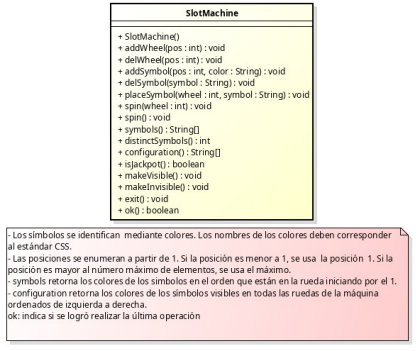 SlotMachine
+ SlotMachine()
+ addWheel(pos : int) : void
+ delWheel(pos : int) : void
+ addSymbol(pos : int, color : String) : void
+ delSymbol(symbol : String) : void
+ placeSymbol(wheel : int, symbol : String) : void
+ spin(wheel : int) : void
+ spin() : void
+ symbols() : String[]
+ distinctSymbols() : int
+ configuration() : String[]
+ isJackpot() : boolean
+ makeVisible() : void
+ makeInvisible() : void
+ exit() : void
+ ok() : boolean
- Los símbolos se identifican mediante colores. Los nombres de los colores deben corresponder
al estándar CSS.
- Las posiciones se enumeran a partir de 1. Si la posición es menor a 1, se usa la posición 1. Si la
posición es mayor al número máximo de elementos, se usa el máximo.
- symbols retorna los colores de los simbolos en el orden que están en la rueda iniciando por el 1.
- configuration retorna los colores de los símbolos visibles en todas las ruedas de la máquina
ordenados de izquierda a derecha.
ok: indica si se logró realizar la última operación